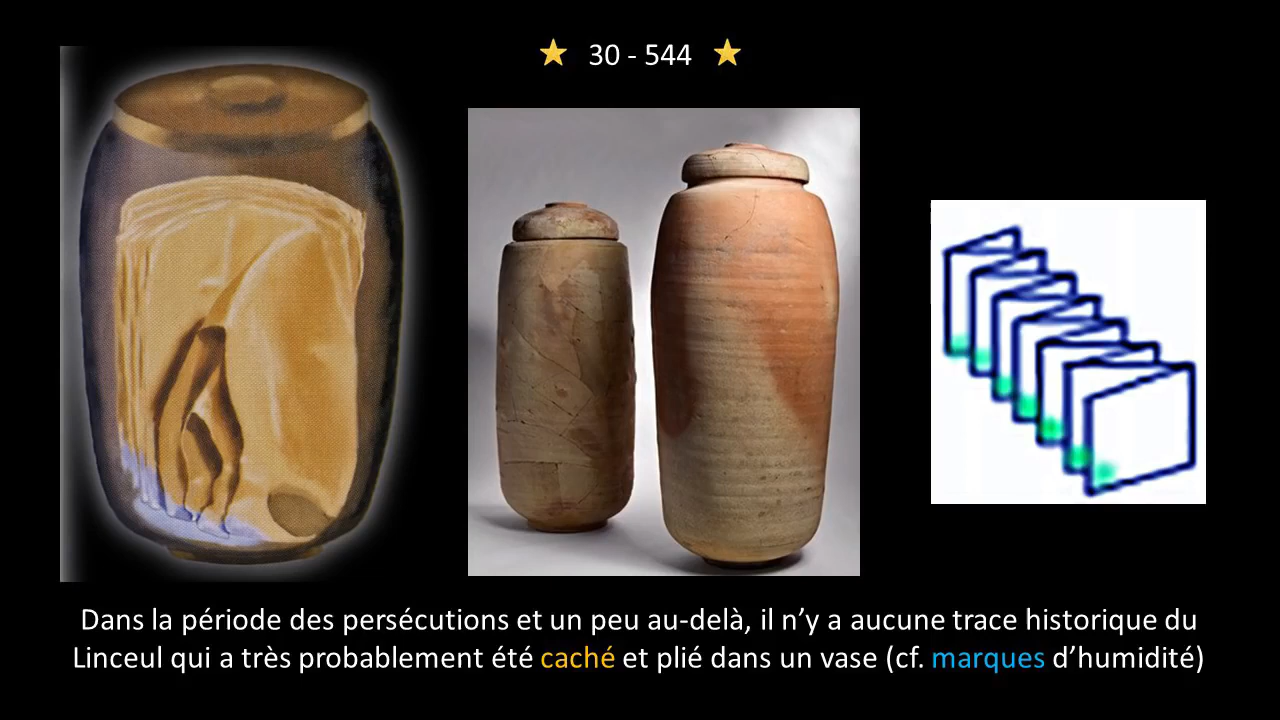 30 - 544
Dans la période des persécutions et un peu au-delà, il n’y a aucune trace historique du
Linceul qui a très probablement été caché et plié dans un vase (cf. marques d’humidité)